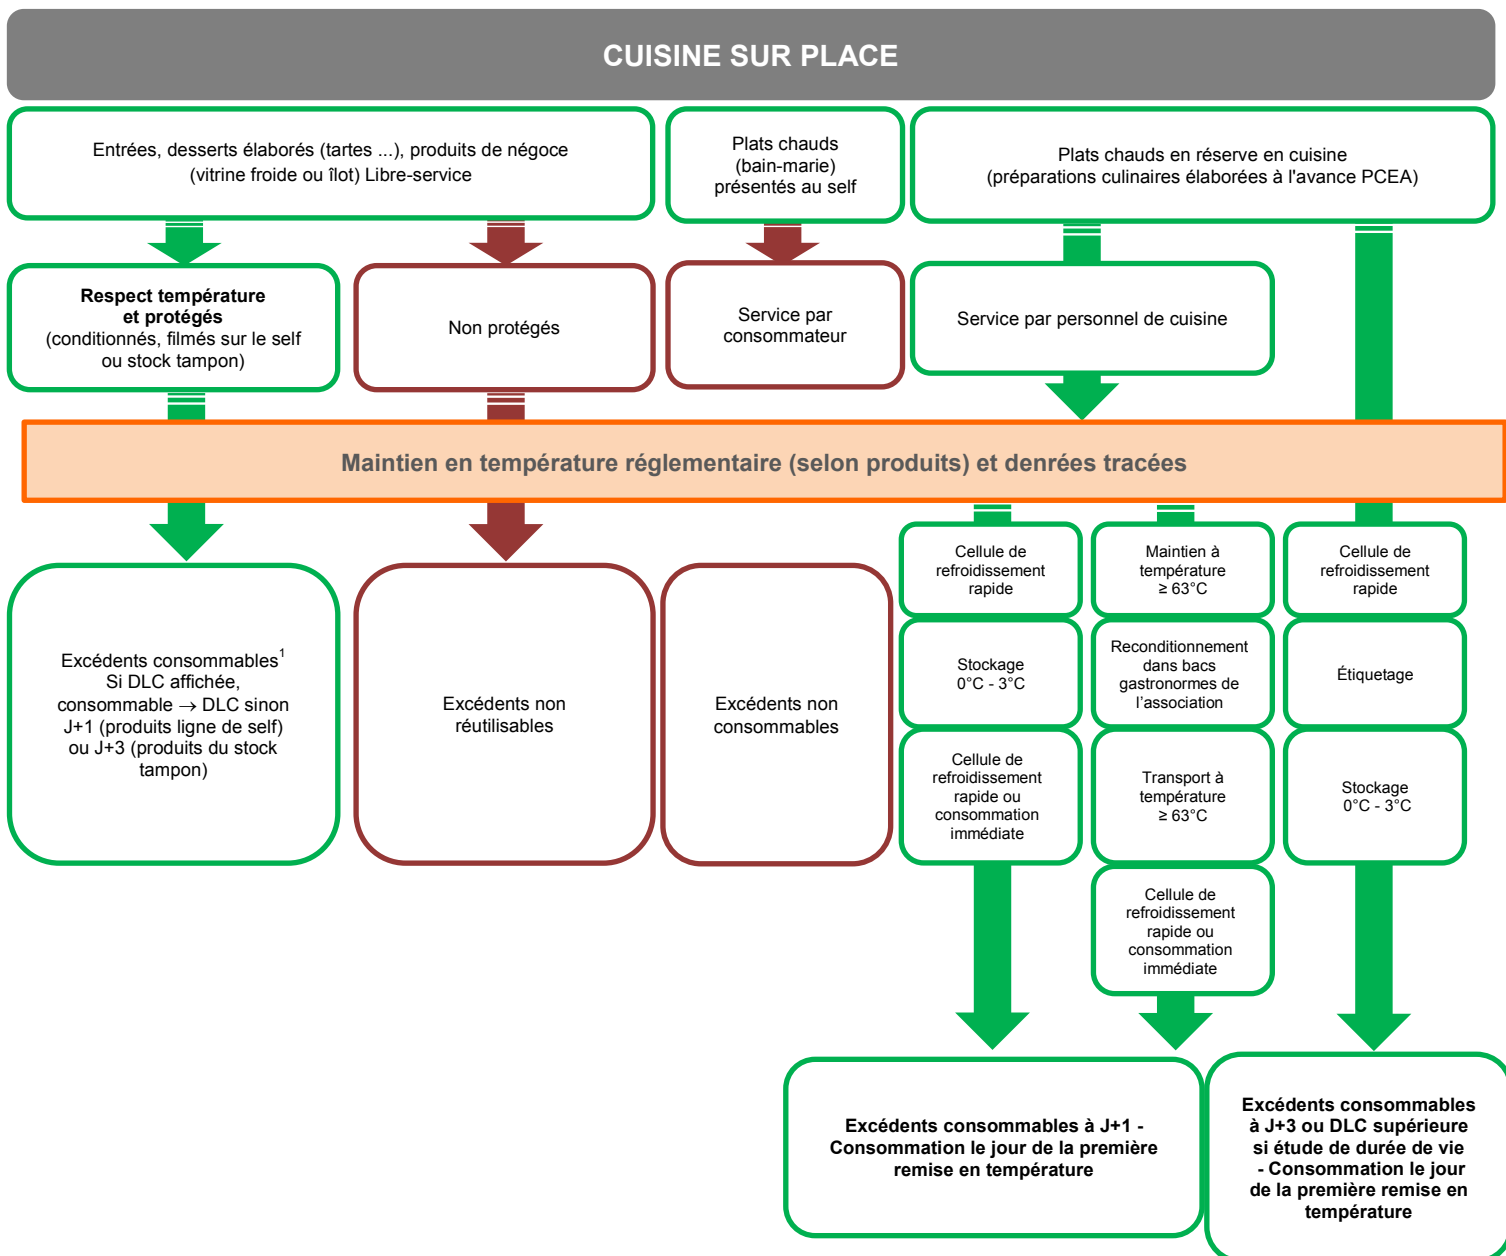 CUISINE SUR PLACE
Entrées, desserts élaborés (tartes ...), produits de négoce
(vitrine froide ou îlot) Libre-service
Plats chauds
(bain-marie)
présentés au self
Plats chauds en réserve en cuisine
(préparations culinaires élaborées à l'avance PCEA)
Respect température
et protégés
(conditionnés, filmés sur le self
ou stock tampon)
Non protégés
Service par
consommateur
Service par personnel de cuisine
Maintien en température réglementaire (selon produits) et denrées tracées
Excédents consommables¹
Si DLC affichée,
consommable → DLC sinon
J+1 (produits ligne de self)
ou J+3 (produits du stock
tampon)
Excédents non
réutilisables
Excédents non
consommables
Cellule de
refroidissement
rapide
Stockage
0°C - 3°C
Cellule de
refroidissement
rapide ou
consommation
immédiate
Maintien à
température
≥ 63°C
Reconditionnement
dans bacs
gastronormes de
l’association
Transport à
température
≥ 63°C
Cellule de
refroidissement
rapide ou
consommation
immédiate
Cellule de
refroidissement
rapide
Étiquetage
Stockage
0°C - 3°C
Excédents consommables à J+1 -
Consommation le jour de la première
remise en température
Excédents consommables
à J+3 ou DLC supérieure
si étude de durée de vie
- Consommation le jour
de la première remise en
température